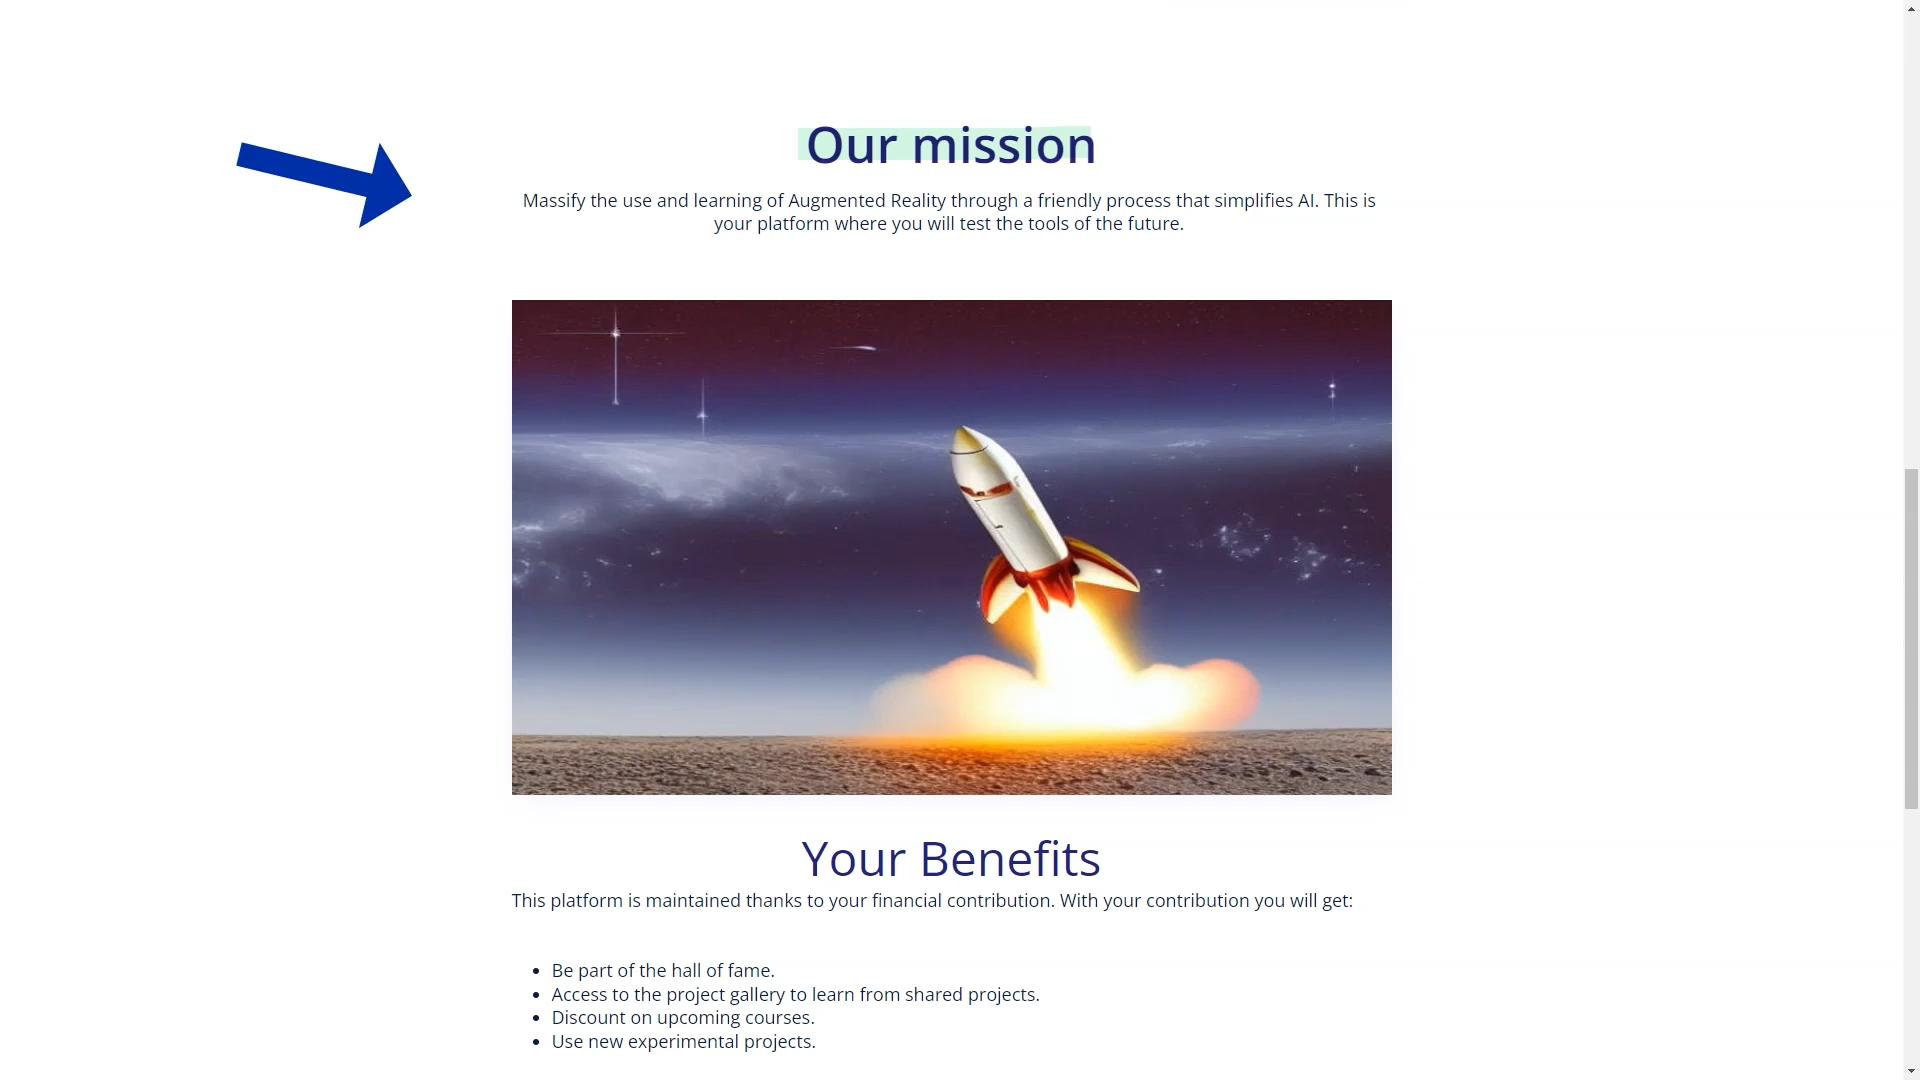 Our mission
Massify the use and learning of Augmented Reality through a friendly process that simplifies AI. This is
your platform where you will test the tools of the future.
Your Benefits
This platform is maintained thanks to your financial contribution. With your contribution you will get:
• Be part of the hall of fame.
• Access to the project gallery to learn from shared projects.
• Discount on upcoming courses.
• Use new experimental projects.